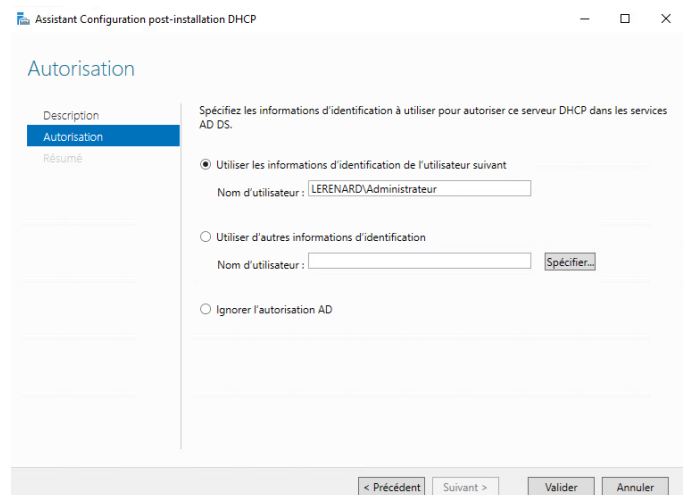 Assistant Configuration post-installation DHCP
Autorisation
Description
Autorisation
Résumé
Spécifiez les informations d'identification à utiliser pour autoriser ce serveur DHCP dans les services
AD DS.
Utiliser les informations d'identification de l'utilisateur suivant
Nom d'utilisateur : LERENARD\Administrateur
Utiliser d'autres informations d'identification
Nom d'utilisateur :
Spécifier...
Ignorer l'autorisation AD
< Précédent
Suivant >
Valider
Annuler